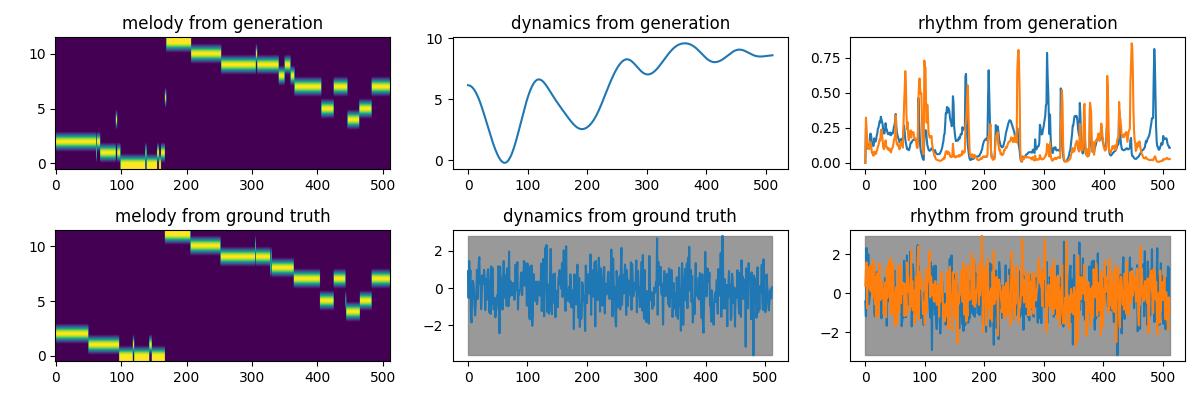 melody from generation
10
5
0
0 100 200 300 400 500
dynamics from generation
10
5
0
0 100 200 300 400 500
rhythm from generation
0.75
0.50
0.25
0.00
0 100 200 300 400 500
melody from ground truth
10
5
0
0 100 200 300 400 500
dynamics from ground truth
2
0
−2
0 100 200 300 400 500
rhythm from ground truth
2
0
−2
0 100 200 300 400 500